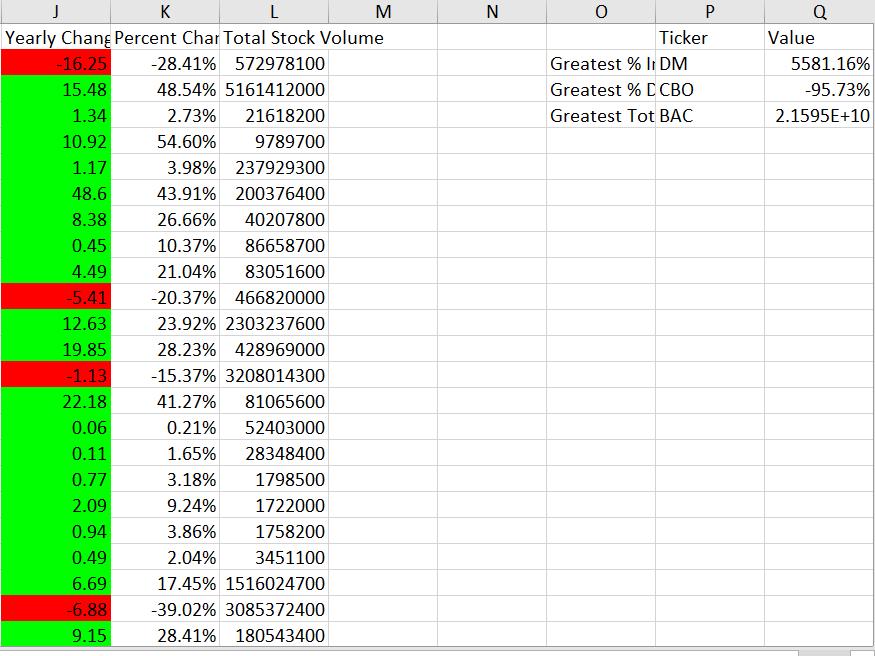 J K L M N O P Q
Yearly Chang Percent Char Total Stock Volume Ticker Value
-16.25 -28.41% 572978100 Greatest % I DM 5581.16%
15.48 48.54% 5161412000 Greatest % D CBO -95.73%
1.34 2.73% 21618200 Greatest Tot BAC 2.1595E+10
10.92 54.60% 9789700
1.17 3.98% 237929300
48.6 43.91% 200376400
8.38 26.66% 40207800
0.45 10.37% 86658700
4.49 21.04% 83051600
-5.41 -20.37% 466820000
12.63 23.92% 2303237600
19.85 28.23% 428969000
-1.13 -15.37% 3208014300
22.18 41.27% 81065600
0.06 0.21% 52403000
0.11 1.65% 28348400
0.77 3.18% 1798500
2.09 9.24% 1722000
0.94 3.86% 1758200
0.49 2.04% 3451100
6.69 17.45% 1516024700
-6.88 -39.02% 3085372400
9.15 28.41% 180543400